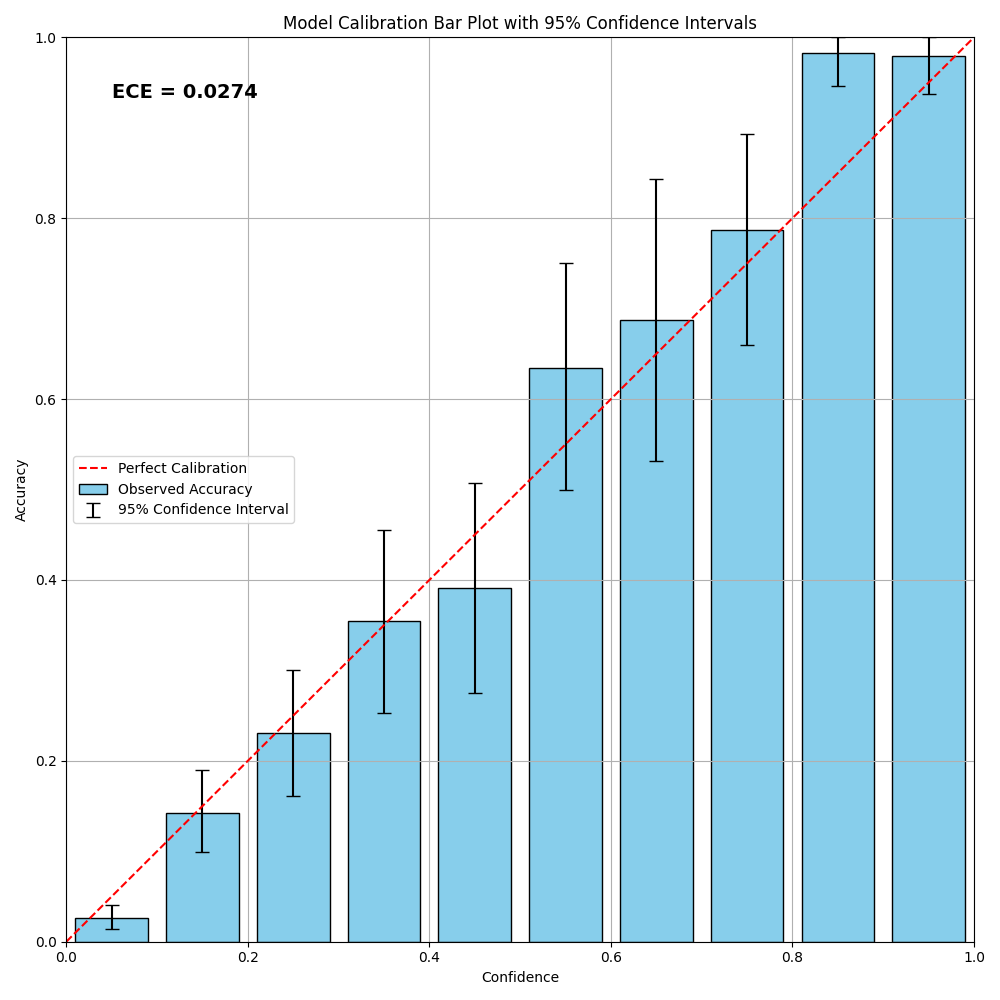 Model Calibration Bar Plot with 95% Confidence Intervals
ECE = 0.0274
1.0
0.8
0.6
0.4
0.2
0.0
Accuracy
Perfect Calibration
Observed Accuracy
95% Confidence Interval
0.0 0.2 0.4 0.6 0.8 1.0
Confidence